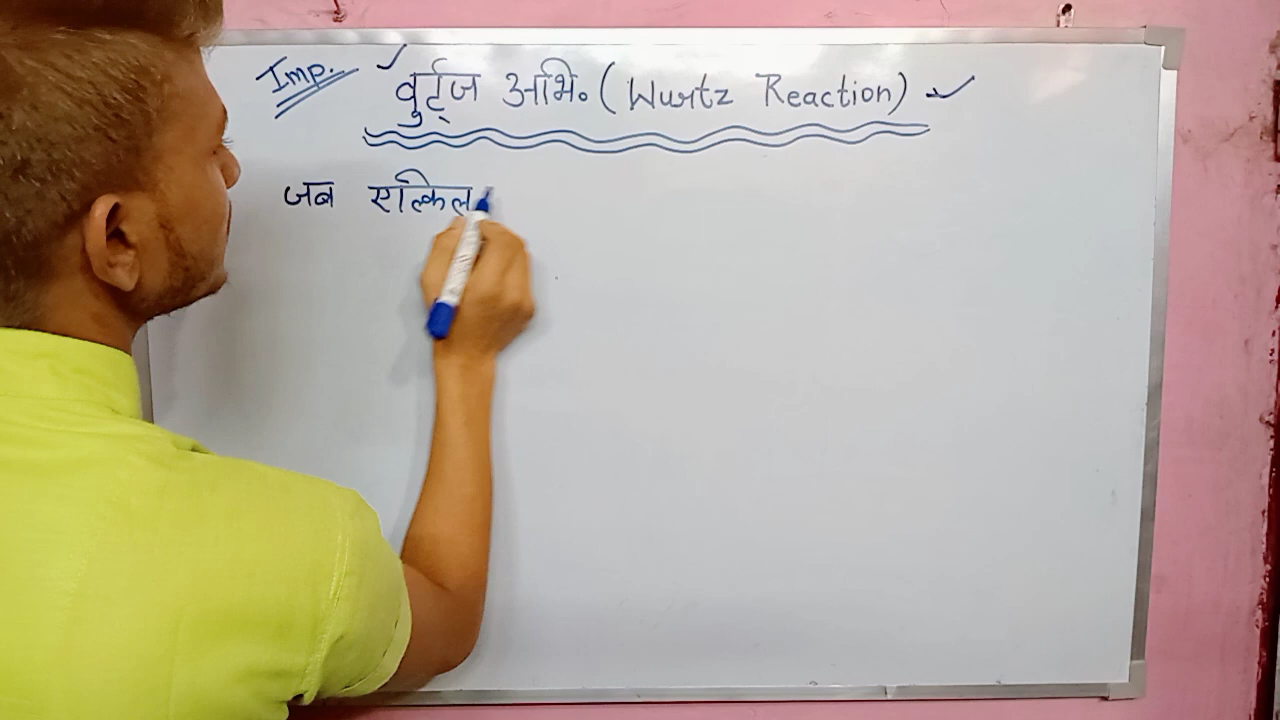 Imp. वुर्ट्ज अभि० (Wurtz Reaction)
जब एल्किल